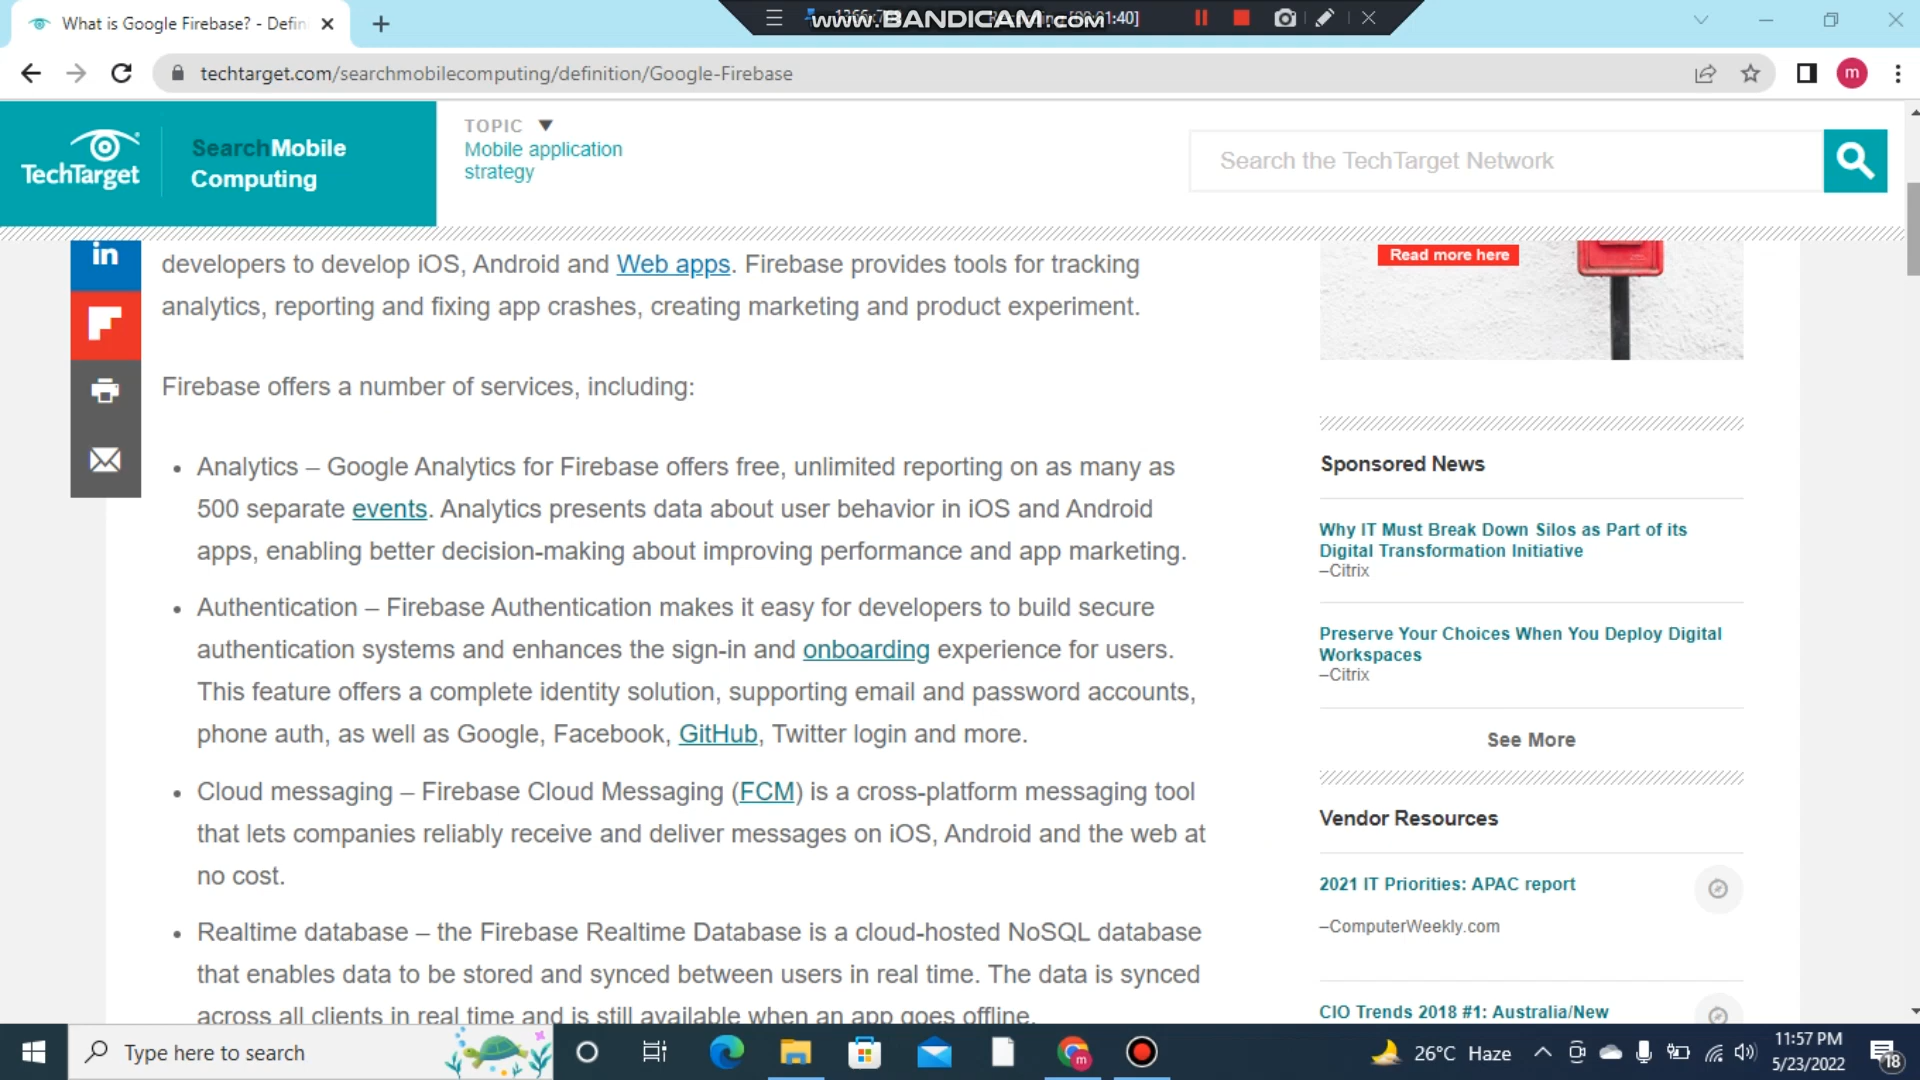 What is Google Firebase? - Defin
www.BANDICAM.com
techtarget.com/searchmobilecomputing/definition/Google-Firebase
m
TechTarget
SearchMobile
Computing
TOPIC
Mobile application
strategy
Search the TechTarget Network
in
developers to develop iOS, Android and Web apps. Firebase provides tools for tracking
analytics, reporting and fixing app crashes, creating marketing and product experiment.
Read more here
Firebase offers a number of services, including:
Analytics – Google Analytics for Firebase offers free, unlimited reporting on as many as
500 separate events. Analytics presents data about user behavior in iOS and Android
apps, enabling better decision-making about improving performance and app marketing.
Authentication – Firebase Authentication makes it easy for developers to build secure
authentication systems and enhances the sign-in and onboarding experience for users.
This feature offers a complete identity solution, supporting email and password accounts,
phone auth, as well as Google, Facebook, GitHub, Twitter login and more.
Cloud messaging – Firebase Cloud Messaging (FCM) is a cross-platform messaging tool
that lets companies reliably receive and deliver messages on iOS, Android and the web at
no cost.
Realtime database – the Firebase Realtime Database is a cloud-hosted NoSQL database
that enables data to be stored and synced between users in real time. The data is synced
across all clients in real time and is still available when an app goes offline.
Sponsored News
Why IT Must Break Down Silos as Part of its
Digital Transformation Initiative
–Citrix
Preserve Your Choices When You Deploy Digital
Workspaces
–Citrix
See More
Vendor Resources
2021 IT Priorities: APAC report
–ComputerWeekly.com
CIO Trends 2018 #1: Australia/New
Type here to search
m
26°C Haze
11:57 PM
5/23/2022
18